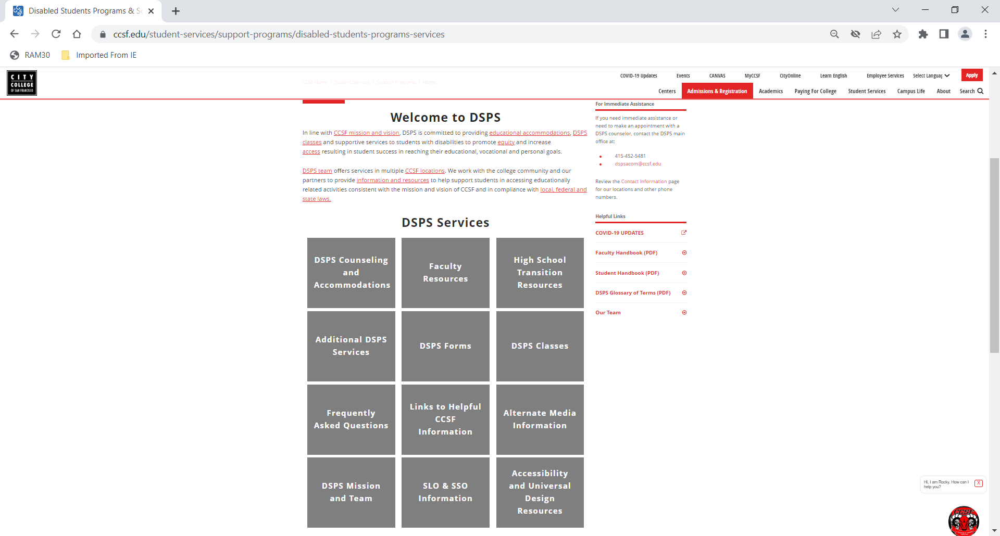 Disabled Students Programs & Se
ccsf.edu/student-services/support-programs/disabled-students-programs-services
RAM30
Imported From IE
CITY
COLLEGE
OF SAN FRANCISCO
CCSF Home / Student Services / Support Programs / Home
COVID-19 Updates
Events
CANVAS
MyCCSF
CityOnline
Learn English
Employee Services
Select Languag
Apply
Centers
Admissions & Registration
Academics
Paying For College
Student Services
Campus Life
About
Search
Welcome to DSPS
In line with CCSF mission and vision, DSPS is committed to providing educational accommodations, DSPS
classes and supportive services to students with disabilities to promote equity and increase
access resulting in student success in reaching their educational, vocational and personal goals.
DSPS team offers services in multiple CCSF locations. We work with the college community and our
partners to provide information and resources to help support students in accessing educationally
related activities consistent with the mission and vision of CCSF and in compliance with local, federal and
state laws.
DSPS Services
DSPS Counseling
and
Accommodations
Faculty
Resources
High School
Transition
Resources
Additional DSPS
Services
DSPS Forms
DSPS Classes
Frequently
Asked Questions
Links to Helpful
CCSF
Information
Alternate Media
Information
DSPS Mission
and Team
SLO & SSO
Information
Accessibility
and Universal
Design
Resources
For Immediate Assistance
If you need immediate assistance or
need to make an appointment with a
DSPS counselor, contact the DSPS main
office at:
415-452-5481
dspsacom@ccsf.edu
Review the Contact Information page
for our locations and other phone
numbers.
Helpful Links
COVID-19 UPDATES
Faculty Handbook (PDF)
Student Handbook (PDF)
DSPS Glossary of Terms (PDF)
Our Team
Hi, I am Rocky. How can I
help you?
X
CCSF